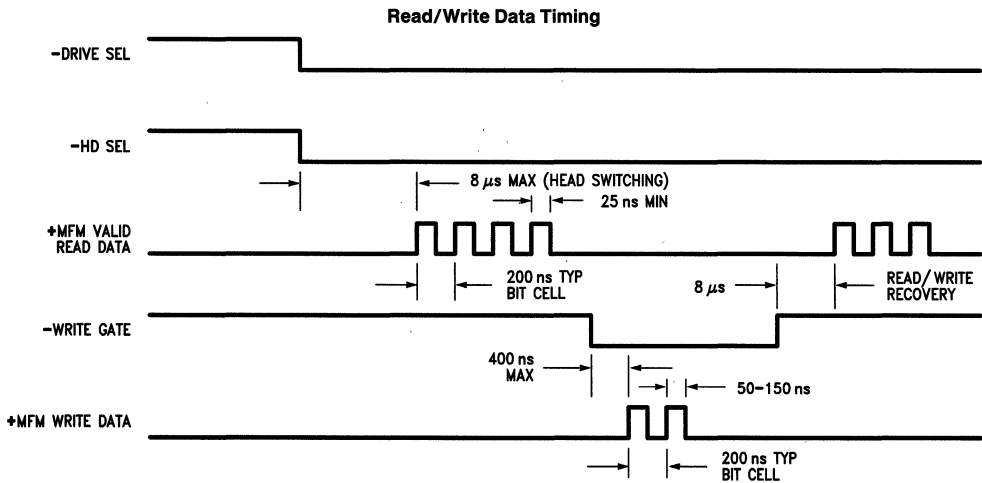 Read/Write Data Timing
−DRIVE SEL
−HD SEL
8 μs MAX (HEAD SWITCHING)
25 ns MIN
+MFM VALID
READ DATA
200 ns TYP
BIT CELL
8 μs
READ/WRITE
RECOVERY
−WRITE GATE
400 ns
MAX
50−150 ns
+MFM WRITE DATA
200 ns TYP
BIT CELL